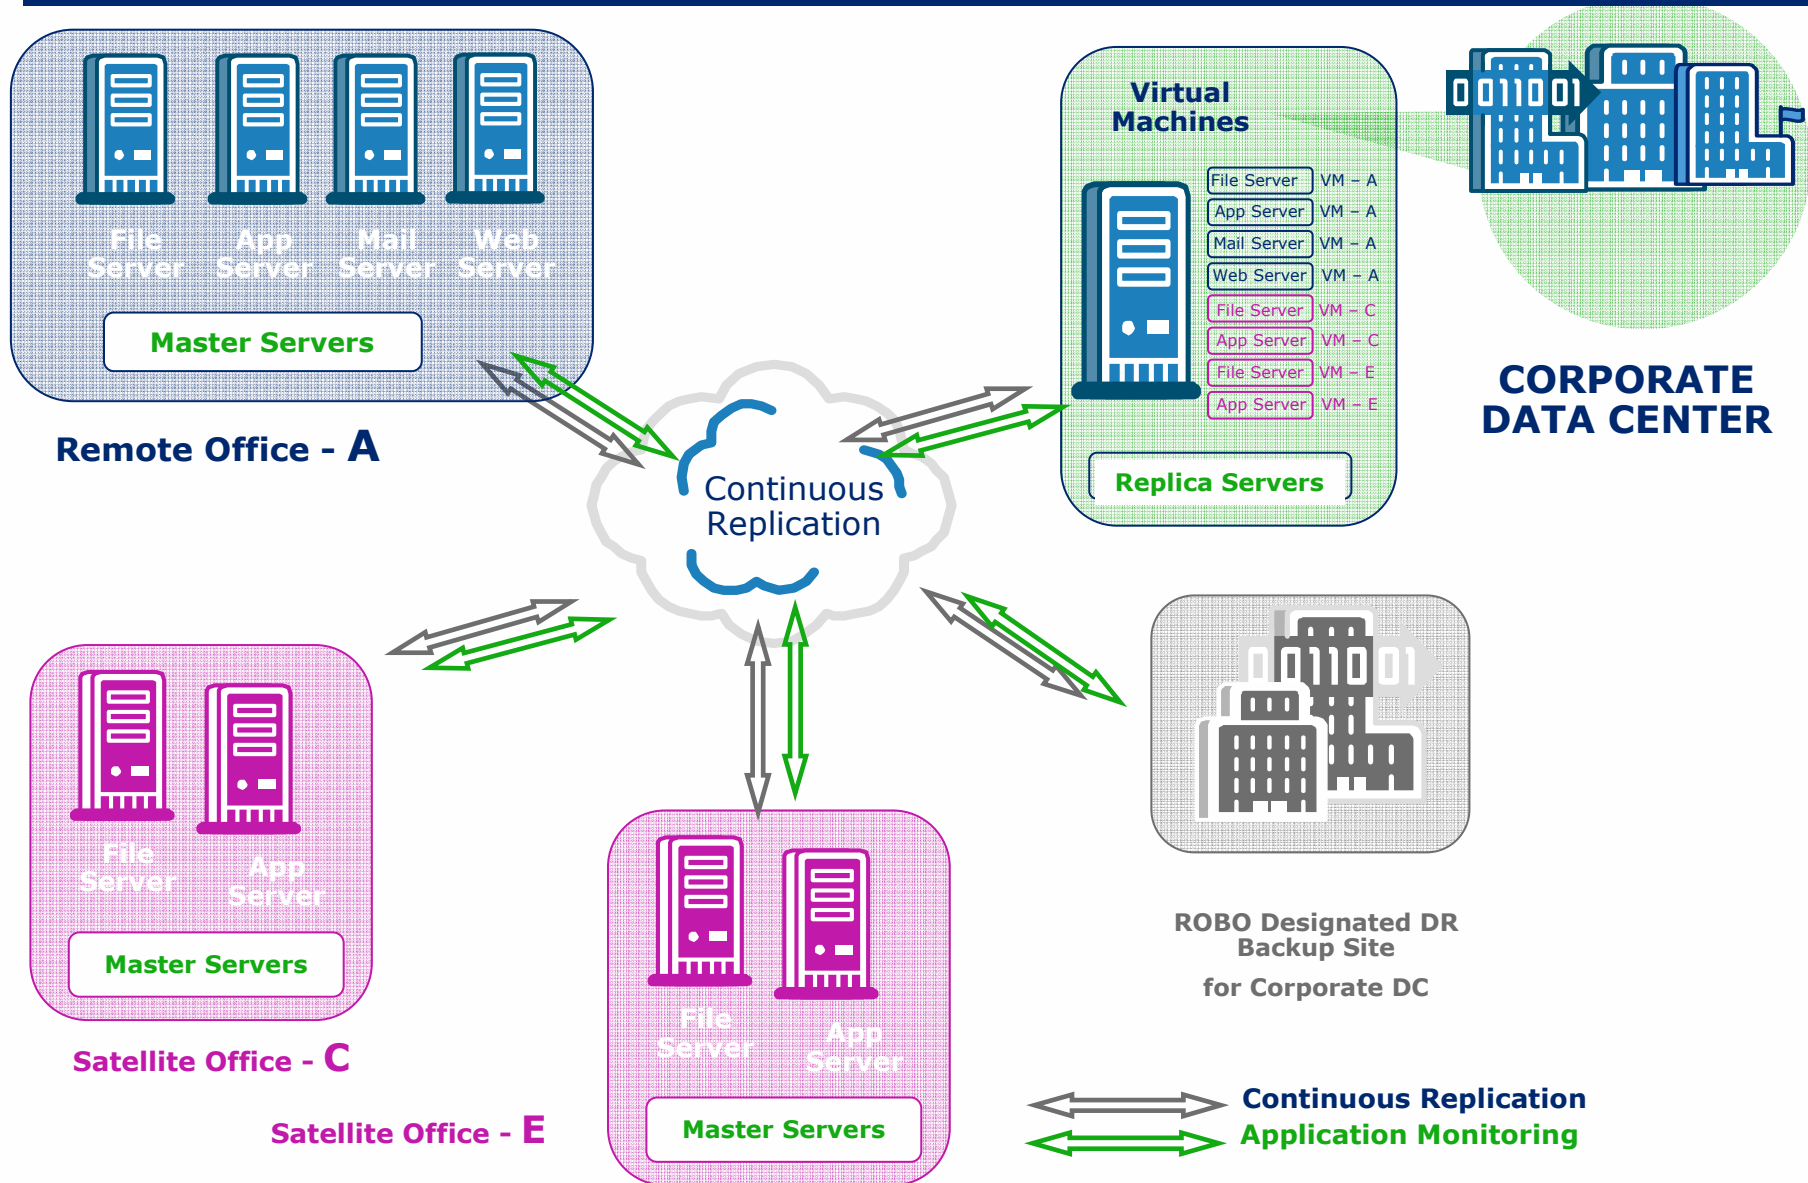 File
Server
App
Server
Mail
Server
Web
Server
Master Servers
Remote Office - A
Virtual
Machines
File Server VM – A
App Server VM – A
Mail Server VM – A
Web Server VM – A
File Server VM – C
App Server VM – C
File Server VM – E
App Server VM – E
Replica Servers
010101
CORPORATE
DATA CENTER
Continuous
Replication
File
Server
App
Server
Master Servers
Satellite Office - C
File
Server
App
Server
Master Servers
Satellite Office - E
ROBO Designated DR
Backup Site
for Corporate DC
Continuous Replication
Application Monitoring